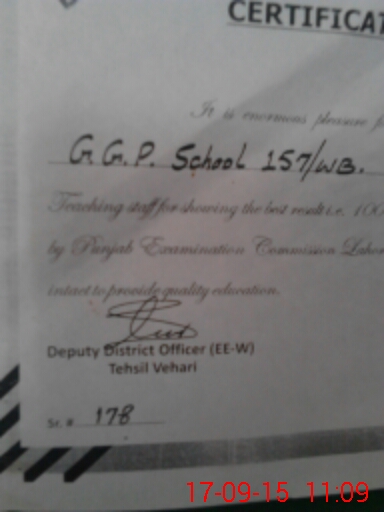 CERTIFICAT
It is enormous pleasure f
G.G.P. School 157/WB.
Teaching staff for showing the best result i.e. 100
by Punjab Examination Commission Lahor
intact to provide quality education.
Deputy District Officer (EE-W)
Tehsil Vehari
Sr. # 178
17-09-15 11:09